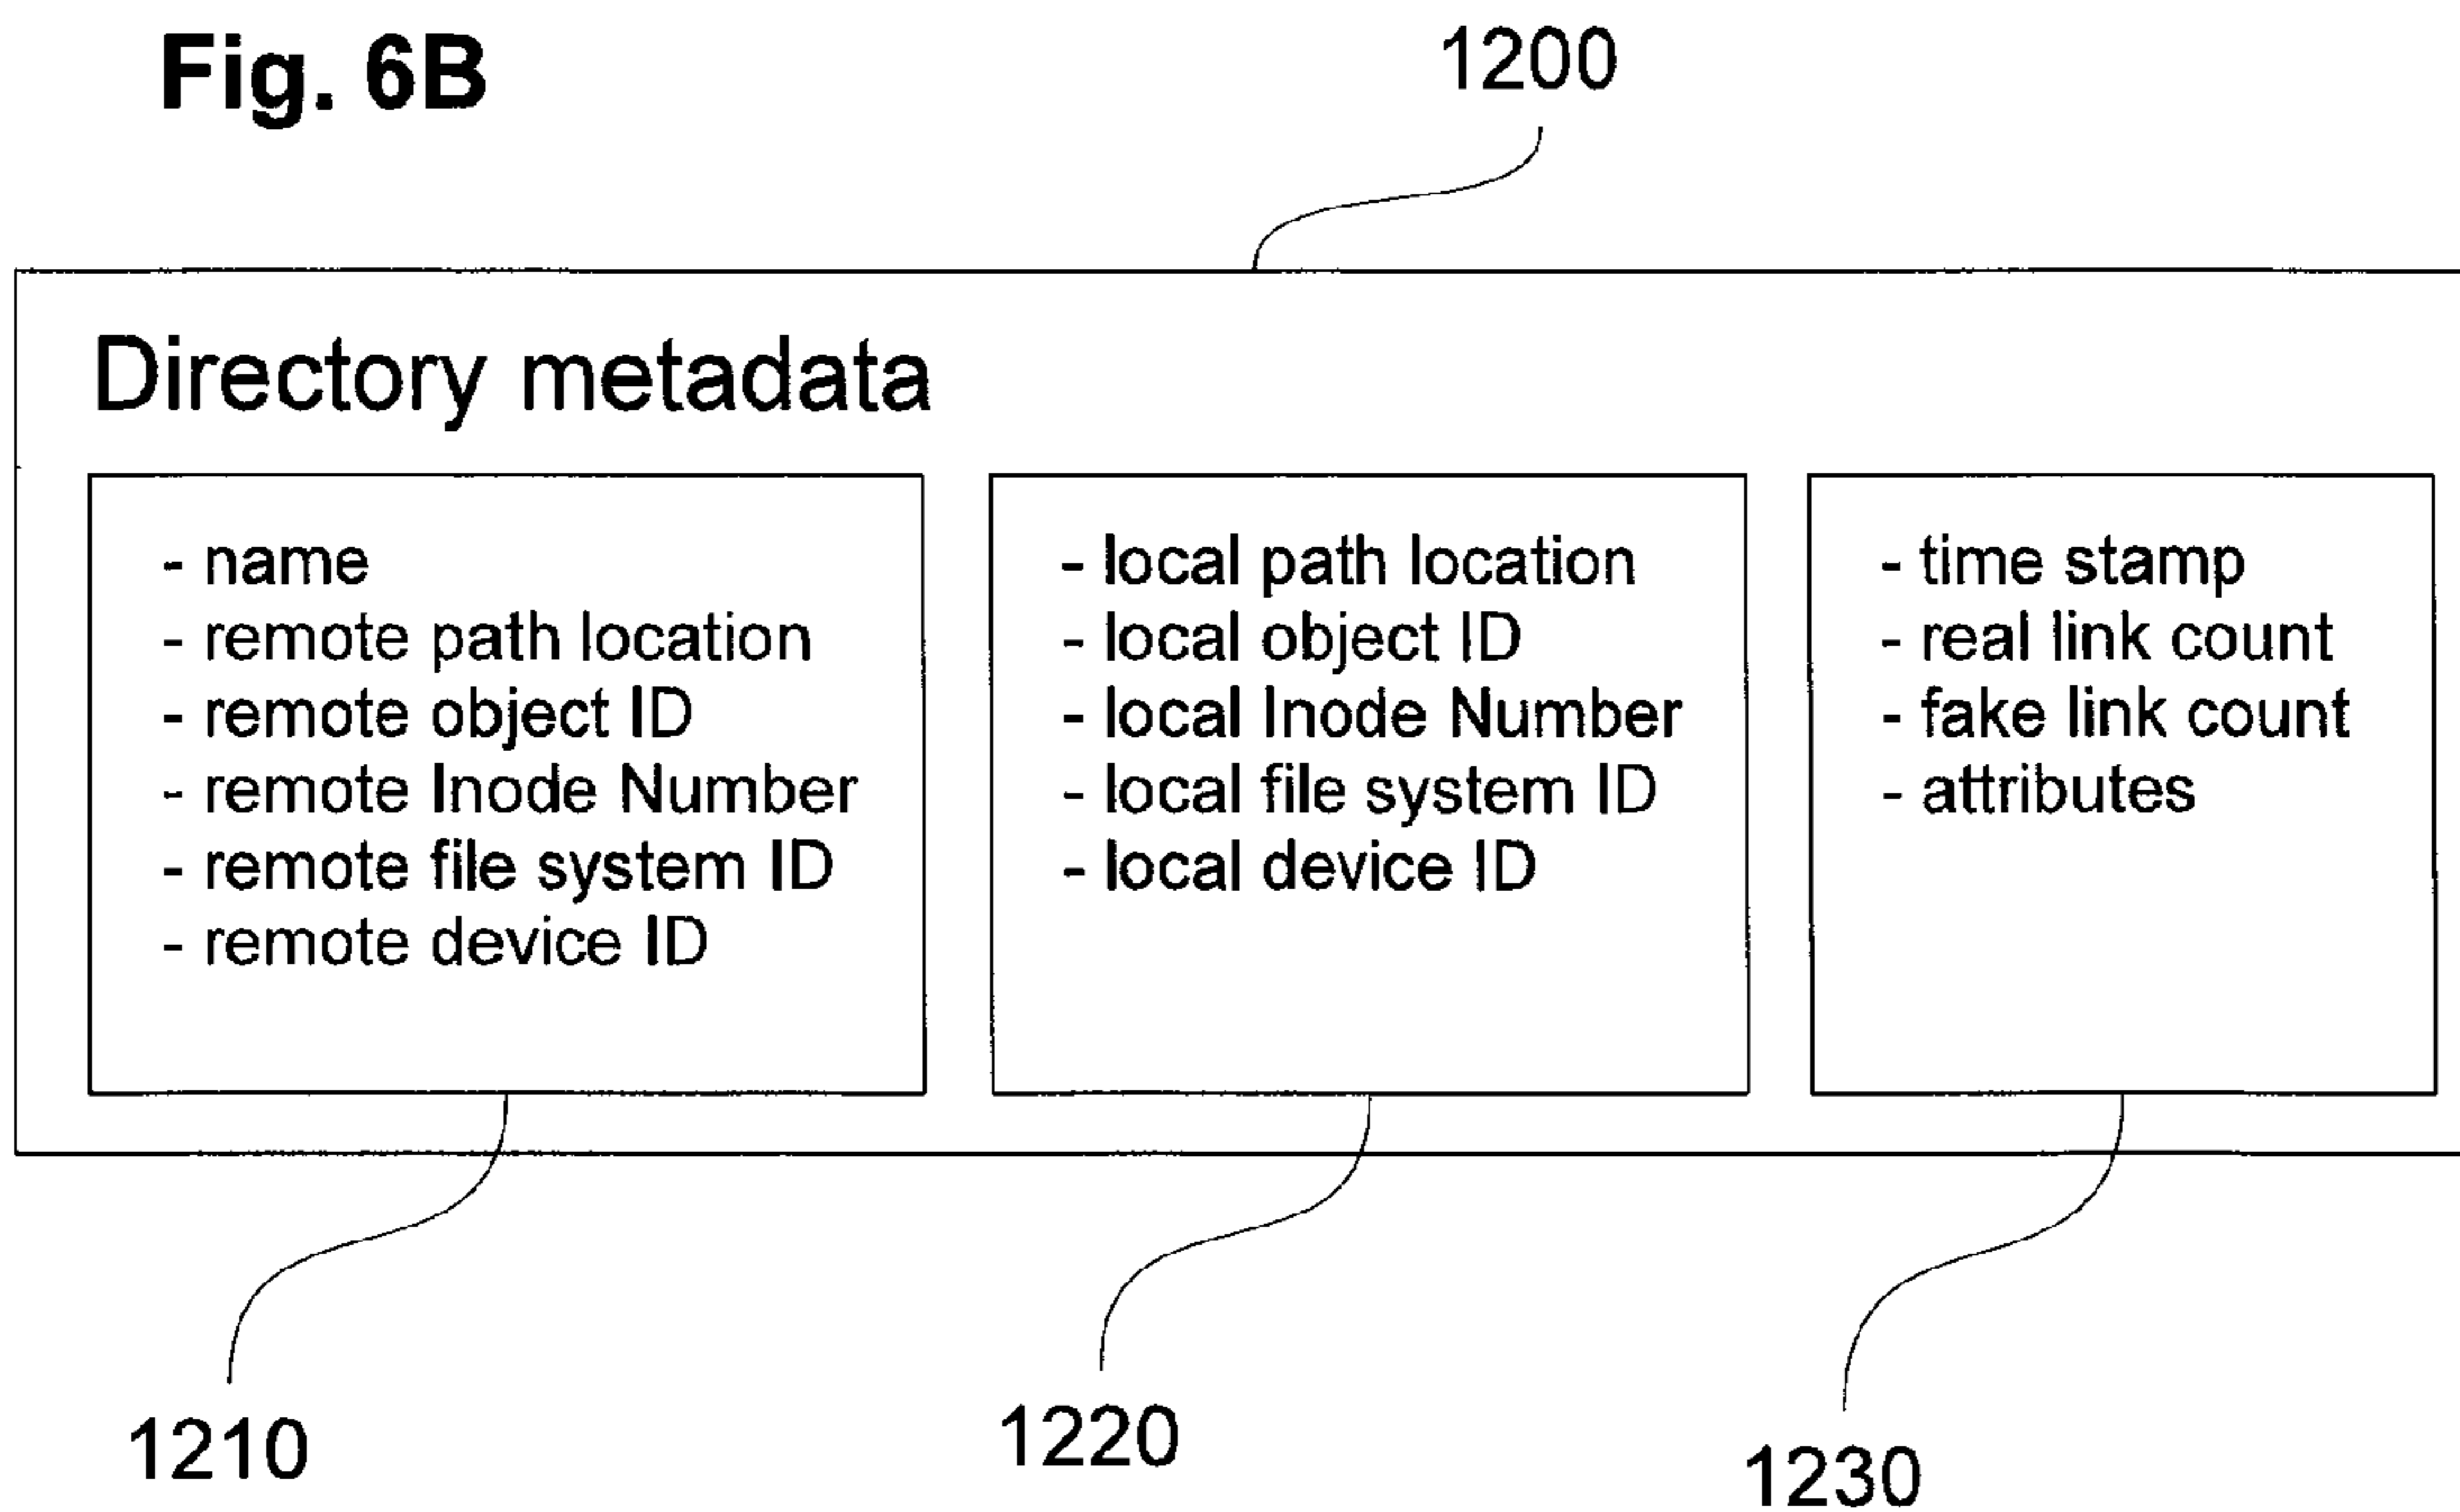 Fig. 6B
1200
Directory metadata
- name
- remote path location
- remote object ID
- remote Inode Number
- remote file system ID
- remote device ID
- local path location
- local object ID
- local Inode Number
- local file system ID
- local device ID
- time stamp
- real link count
- fake link count
- attributes
1210
1220
1230